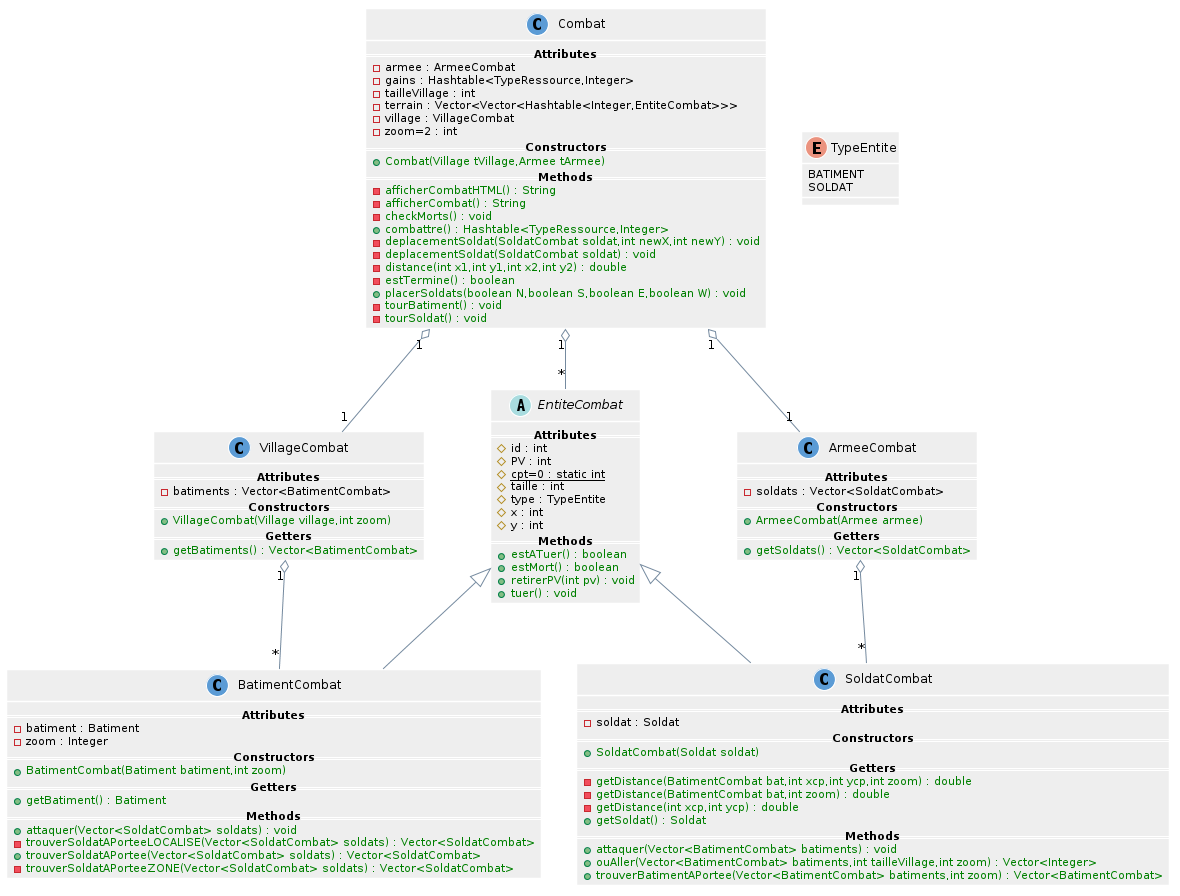 C Combat
Attributes
armee : ArmeeCombat
gains : Hashtable<TypeRessource,Integer>
tailleVillage : int
terrain : Vector<Vector<Hashtable<Integer,EntiteCombat>>>
village : VillageCombat
zoom=2 : int
Constructors
Combat(Village tVillage,Armee tArmee)
Methods
afficherCombatHTML() : String
afficherCombat() : String
checkMorts() : void
combattre() : Hashtable<TypeRessource,Integer>
deplacementSoldat(SoldatCombat soldat,int newX,int newY) : void
deplacementSoldat(SoldatCombat soldat) : void
distance(int x1,int y1,int x2,int y2) : double
estTermine() : boolean
placerSoldats(boolean N,boolean S,boolean E,boolean W) : void
tourBatiment() : void
tourSoldat() : void
E TypeEntite
BATIMENT
SOLDAT
1 1 1
1 * 1
C VillageCombat
Attributes
batiments : Vector<BatimentCombat>
Constructors
VillageCombat(Village village,int zoom)
Getters
getBatiments() : Vector<BatimentCombat>
A EntiteCombat
Attributes
id : int
PV : int
cpt=0 : static int
taille : int
type : TypeEntite
x : int
y : int
Methods
estATuer() : boolean
estMort() : boolean
retirerPV(int pv) : void
tuer() : void
C ArmeeCombat
Attributes
soldats : Vector<SoldatCombat>
Constructors
ArmeeCombat(Armee armee)
Getters
getSoldats() : Vector<SoldatCombat>
1 1
* *
C BatimentCombat
Attributes
batiment : Batiment
zoom : Integer
Constructors
BatimentCombat(Batiment batiment,int zoom)
Getters
getBatiment() : Batiment
Methods
attaquer(Vector<SoldatCombat> soldats) : void
trouverSoldatAPorteeLOCALISE(Vector<SoldatCombat> soldats) : Vector<SoldatCombat>
trouverSoldatAPortee(Vector<SoldatCombat> soldats) : Vector<SoldatCombat>
trouverSoldatAPorteeZONE(Vector<SoldatCombat> soldats) : Vector<SoldatCombat>
C SoldatCombat
Attributes
soldat : Soldat
Constructors
SoldatCombat(Soldat soldat)
Getters
getDistance(BatimentCombat bat,int xcp,int ycp,int zoom) : double
getDistance(BatimentCombat bat,int zoom) : double
getDistance(int xcp,int ycp) : double
getSoldat() : Soldat
Methods
attaquer(Vector<BatimentCombat> batiments) : void
ouAller(Vector<BatimentCombat> batiments,int tailleVillage,int zoom) : Vector<Integer>
trouverBatimentAPortee(Vector<BatimentCombat> batiments,int zoom) : Vector<BatimentCombat>